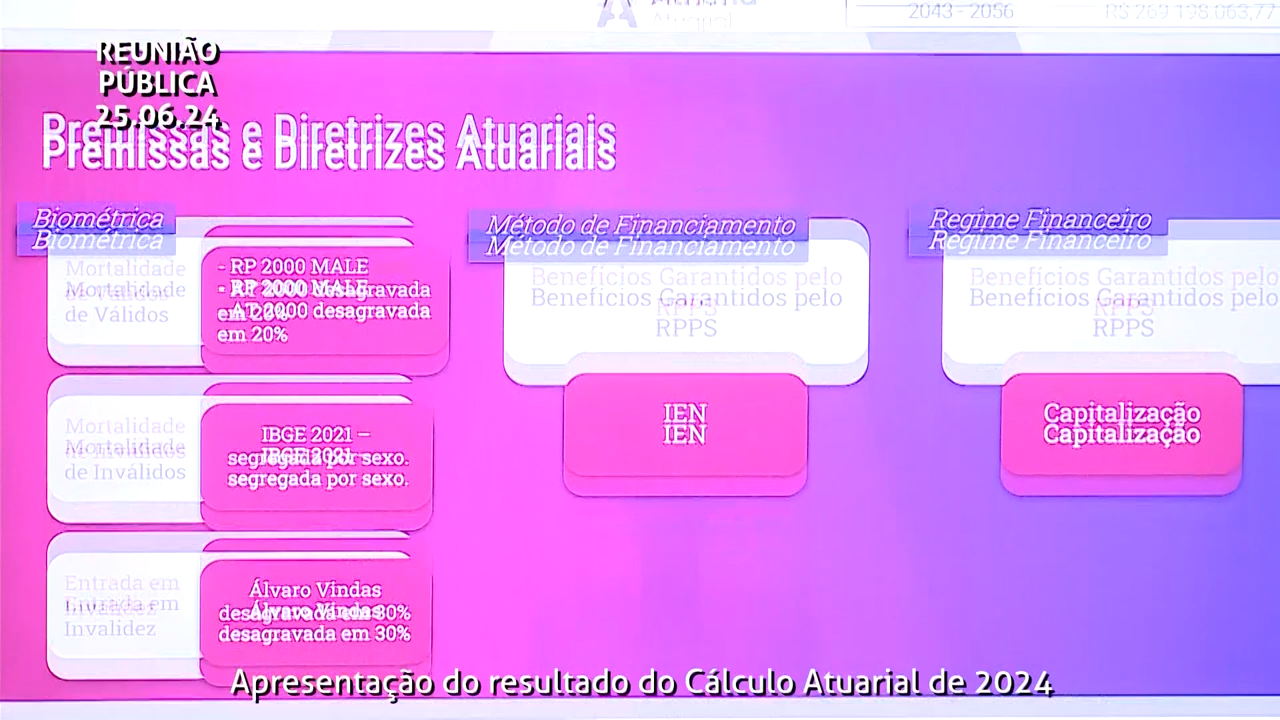 Atuarial
2043 - 2056
R$ 269.198.063,77
REUNIÃO
PÚBLICA
25.06.24
Premissas e Diretrizes Atuariais
Biométrica
Mortalidade
de Válidos
- RP 2000 MALE
- AT 2000 desagravada
em 20%
Mortalidade
de Inválidos
IBGE 2021 –
segregada por sexo.
Entrada em
Invalidez
Álvaro Vindas
desagravada em 30%
Método de Financiamento
Benefícios Garantidos pelo
RPPS
IEN
Regime Financeiro
Benefícios Garantidos pelo
RPPS
Capitalização
Apresentação do resultado do Cálculo Atuarial de 2024